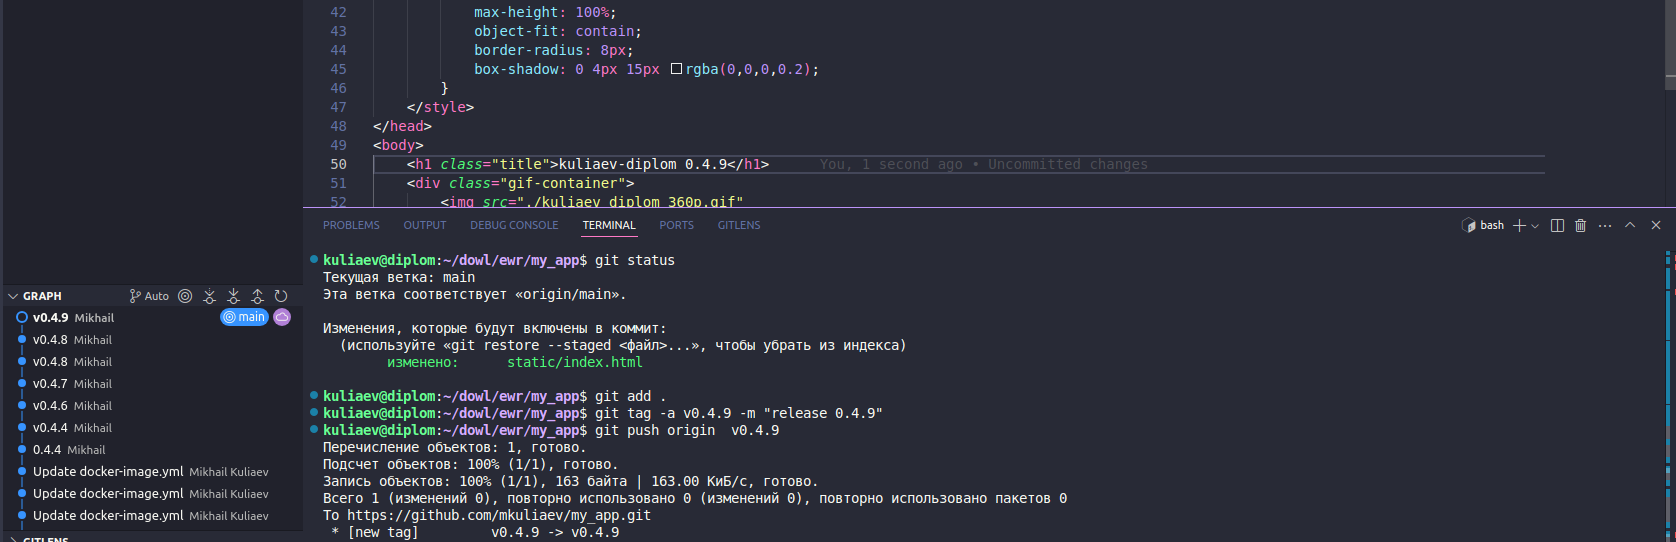 42 max-height: 100%;
43 object-fit: contain;
44 border-radius: 8px;
45 box-shadow: 0 4px 15px rgba(0,0,0,0.2);
46 }
47 </style>
48 </head>
49 <body>
50 <h1 class="title">kuliaev-diplom 0.4.9</h1> You, 1 second ago • Uncommitted changes
51 <div class="gif-container">
52 <img src="./kuliaev_diplom_360p.gif"
PROBLEMS OUTPUT DEBUG CONSOLE TERMINAL PORTS GITLENS bash
kuliaev@diplom:~/dowl/ewr/my_app$ git status
Текущая ветка: main
Эта ветка соответствует «origin/main».
Изменения, которые будут включены в коммит:
(используйте «git restore --staged <файл>...», чтобы убрать из индекса)
изменено: static/index.html
kuliaev@diplom:~/dowl/ewr/my_app$ git add .
kuliaev@diplom:~/dowl/ewr/my_app$ git tag -a v0.4.9 -m "release 0.4.9"
kuliaev@diplom:~/dowl/ewr/my_app$ git push origin  v0.4.9
Перечисление объектов: 1, готово.
Подсчет объектов: 100% (1/1), готово.
Запись объектов: 100% (1/1), 163 байта | 163.00 КиБ/с, готово.
Всего 1 (изменений 0), повторно использовано 0 (изменений 0), повторно использовано пакетов 0
To https://github.com/mkuliaev/my_app.git
* [new tag] v0.4.9 -> v0.4.9
GRAPH Auto
v0.4.9 Mikhail main
v0.4.8 Mikhail
v0.4.8 Mikhail
v0.4.7 Mikhail
v0.4.6 Mikhail
v0.4.4 Mikhail
0.4.4 Mikhail
Update docker-image.yml Mikhail Kuliaev
Update docker-image.yml Mikhail Kuliaev
Update docker-image.yml Mikhail Kuliaev
GITLENS